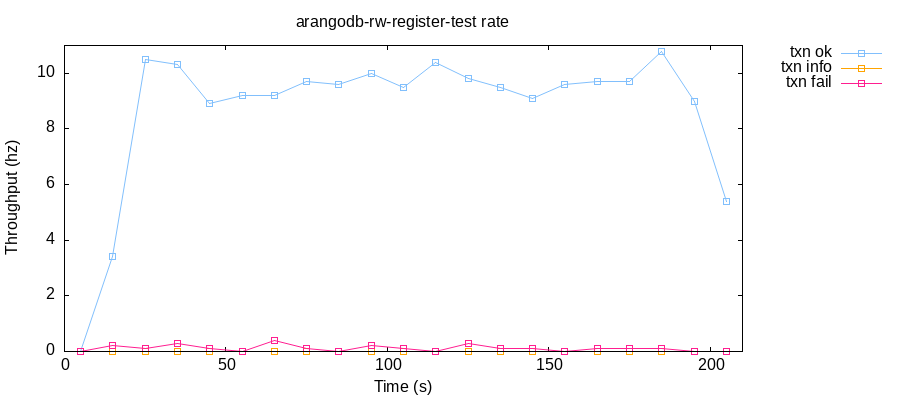 arangodb-rw-register-test rate
txn ok
txn info
txn fail
Throughput (hz)
10
8
6
4
2
0
0 50 100 150 200
Time (s)